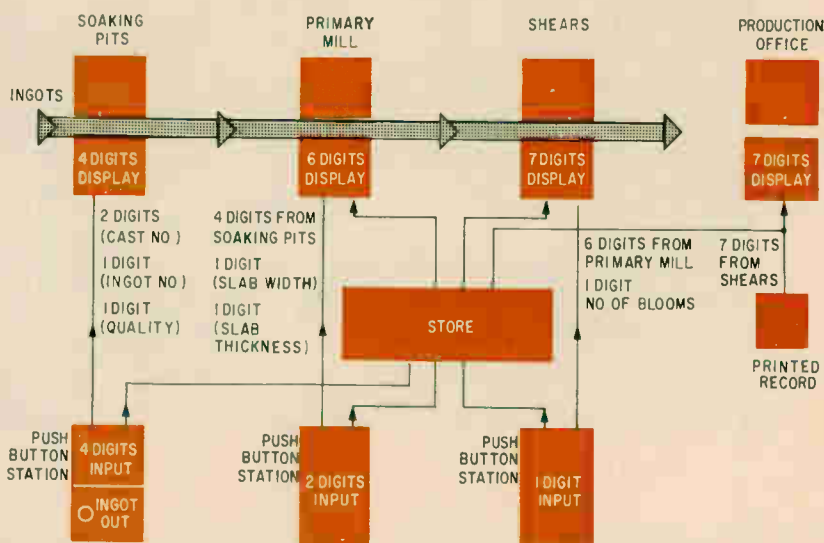 SOAKING
PITS
PRIMARY
MILL
SHEARS
PRODUCTION
OFFICE
INGOTS
4 DIGITS
DISPLAY
6 DIGITS
DISPLAY
7 DIGITS
DISPLAY
7 DIGITS
DISPLAY
2 DIGITS
(CAST NO)
1 DIGIT
(INGOT NO)
1 DIGIT
(QUALITY)
4 DIGITS FROM
SOAKING PITS
1 DIGIT
(SLAB WIDTH)
1 DIGIT
(SLAB
THICKNESS)
6 DIGITS FROM
PRIMARY MILL
1 DIGIT
NO OF BLOOMS
7 DIGITS
FROM
SHEARS
STORE
PRINTED
RECORD
PUSH
BUTTON
STATION
4 DIGITS
INPUT
INGOT
OUT
PUSH
BUTTON
STATION
2 DIGITS
INPUT
PUSH
BUTTON
STATION
1 DIGIT
INPUT